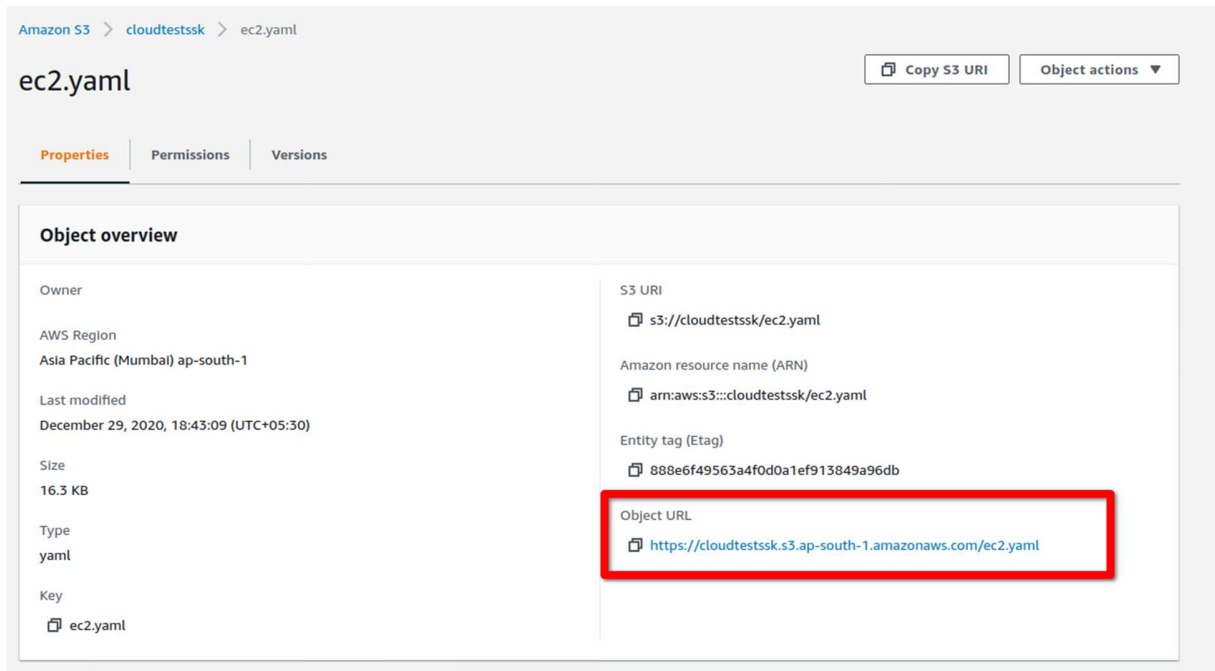 Amazon S3 > cloudtestssk > ec2.yaml
ec2.yaml
Copy S3 URI
Object actions ▼
Properties
Permissions
Versions
Object overview
Owner
AWS Region
Asia Pacific (Mumbai) ap-south-1
Last modified
December 29, 2020, 18:43:09 (UTC+05:30)
Size
16.3 KB
Type
yaml
Key
ec2.yaml
S3 URI
s3://cloudtestssk/ec2.yaml
Amazon resource name (ARN)
arn:aws:s3:::cloudtestssk/ec2.yaml
Entity tag (Etag)
888e6f49563a4f0d0a1ef913849a96db
Object URL
https://cloudtestssk.s3.ap-south-1.amazonaws.com/ec2.yaml